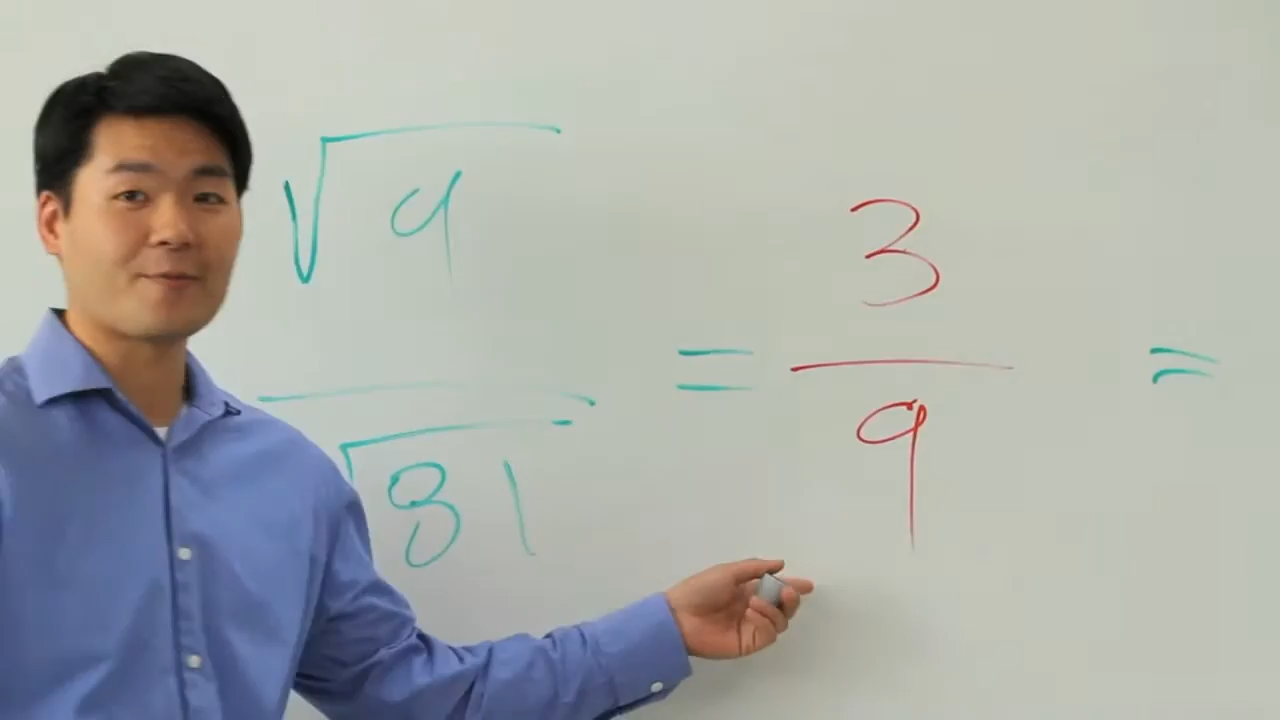 √9 / √81 = 3 / 9 =